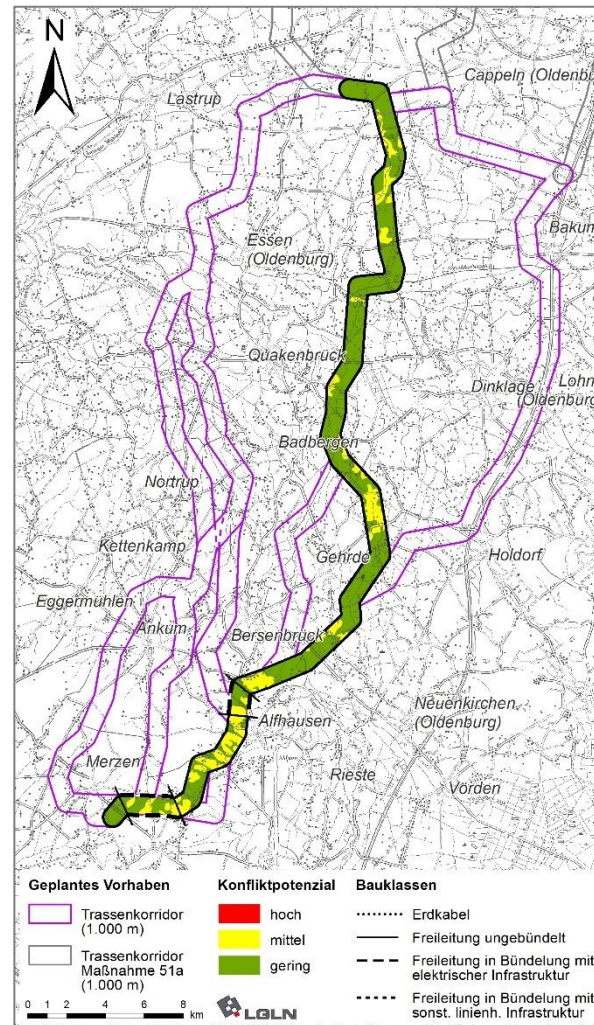 N
Cappeln (Oldenbu
Lastrup
Bakum
Essen
(Oldenburg)
Quakenbrück
Dinklage
Lohn
(Oldenburg
Badbergen
Nortrup
Gehrde
Kettenkamp
Holdorf
Eggermühlen
Ankum
Bersenbrück
Neuenkirchen
(Oldenburg)
Alfhausen
Merzen
Rieste
Vörden
Geplantes Vorhaben
Trassenkorridor
(1.000 m)
Trassenkorridor
Maßnahme 51a
(1.000 m)
0 1 2 4 6 8
km
Konfliktpotenzial
hoch
mittel
gering
LGLN
Bauklassen
Erdkabel
Freileitung ungebündelt
Freileitung in Bündelung mit
elektrischer Infrastruktur
Freileitung in Bündelung mit
sonst. linienh. Infrastruktur